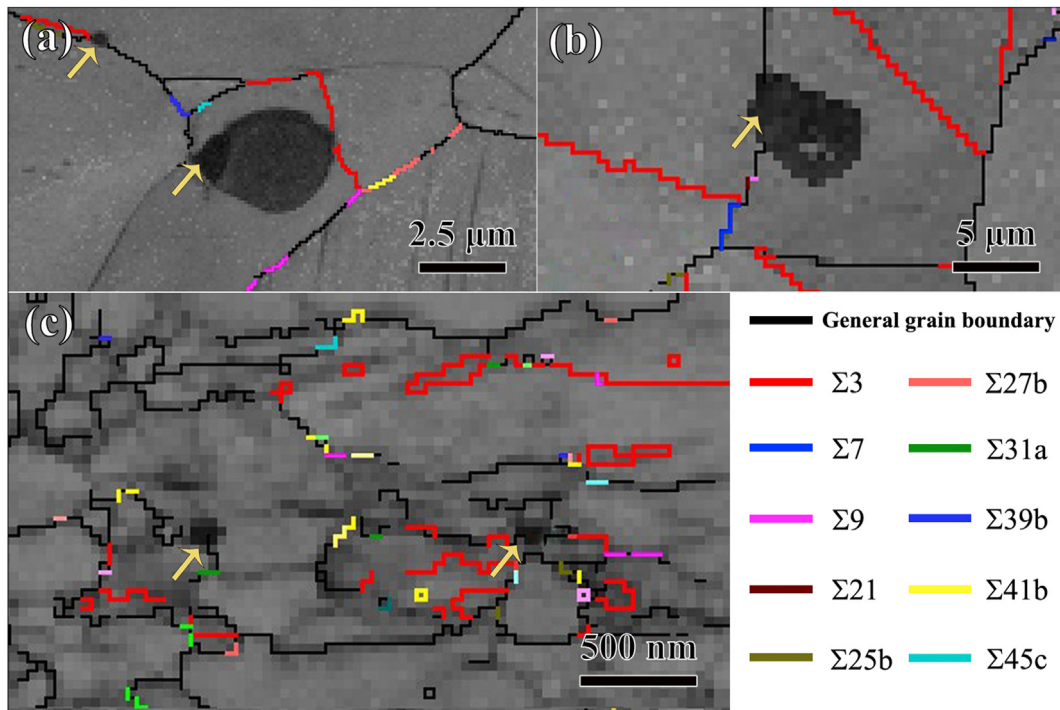 (a)
2.5 μm
(b)
5 μm
(c)
500 nm
General grain boundary
Σ3
Σ27b
Σ7
Σ31a
Σ9
Σ39b
Σ21
Σ41b
Σ25b
Σ45c